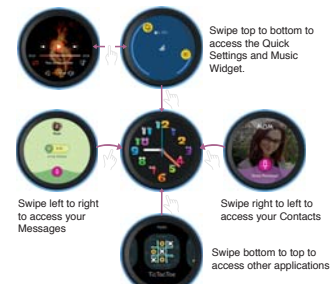 Swipe top to bottom to
access the Quick
Settings and Music
Widget.
MOM
Swipe left to right
to access your
Messages
Swipe right to left to
access your Contacts
TicTacToe
Swipe bottom to top to
access other applications